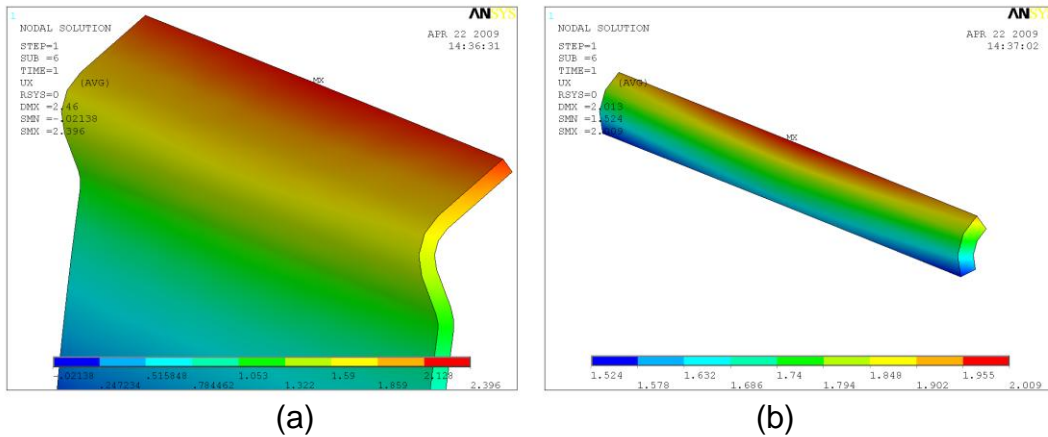 1
ANSYS
NODAL SOLUTION
APR 22 2009
14:36:31
STEP=1
SUB =6
TIME=1
UX (AVG)
RSYS=0
DMX =2.46
SMN =-.02138
SMX =2.396
MX
-.02138 .515848 1.053 1.59 2.128
.247234 .784462 1.322 1.859 2.396
(a)
1
ANSYS
NODAL SOLUTION
APR 22 2009
14:37:02
STEP=1
SUB =6
TIME=1
UX (AVG)
RSYS=0
DMX =2.013
SMN =1.524
SMX =2.009
MX
1.524 1.632 1.74 1.848 1.955
1.578 1.686 1.794 1.902 2.009
(b)